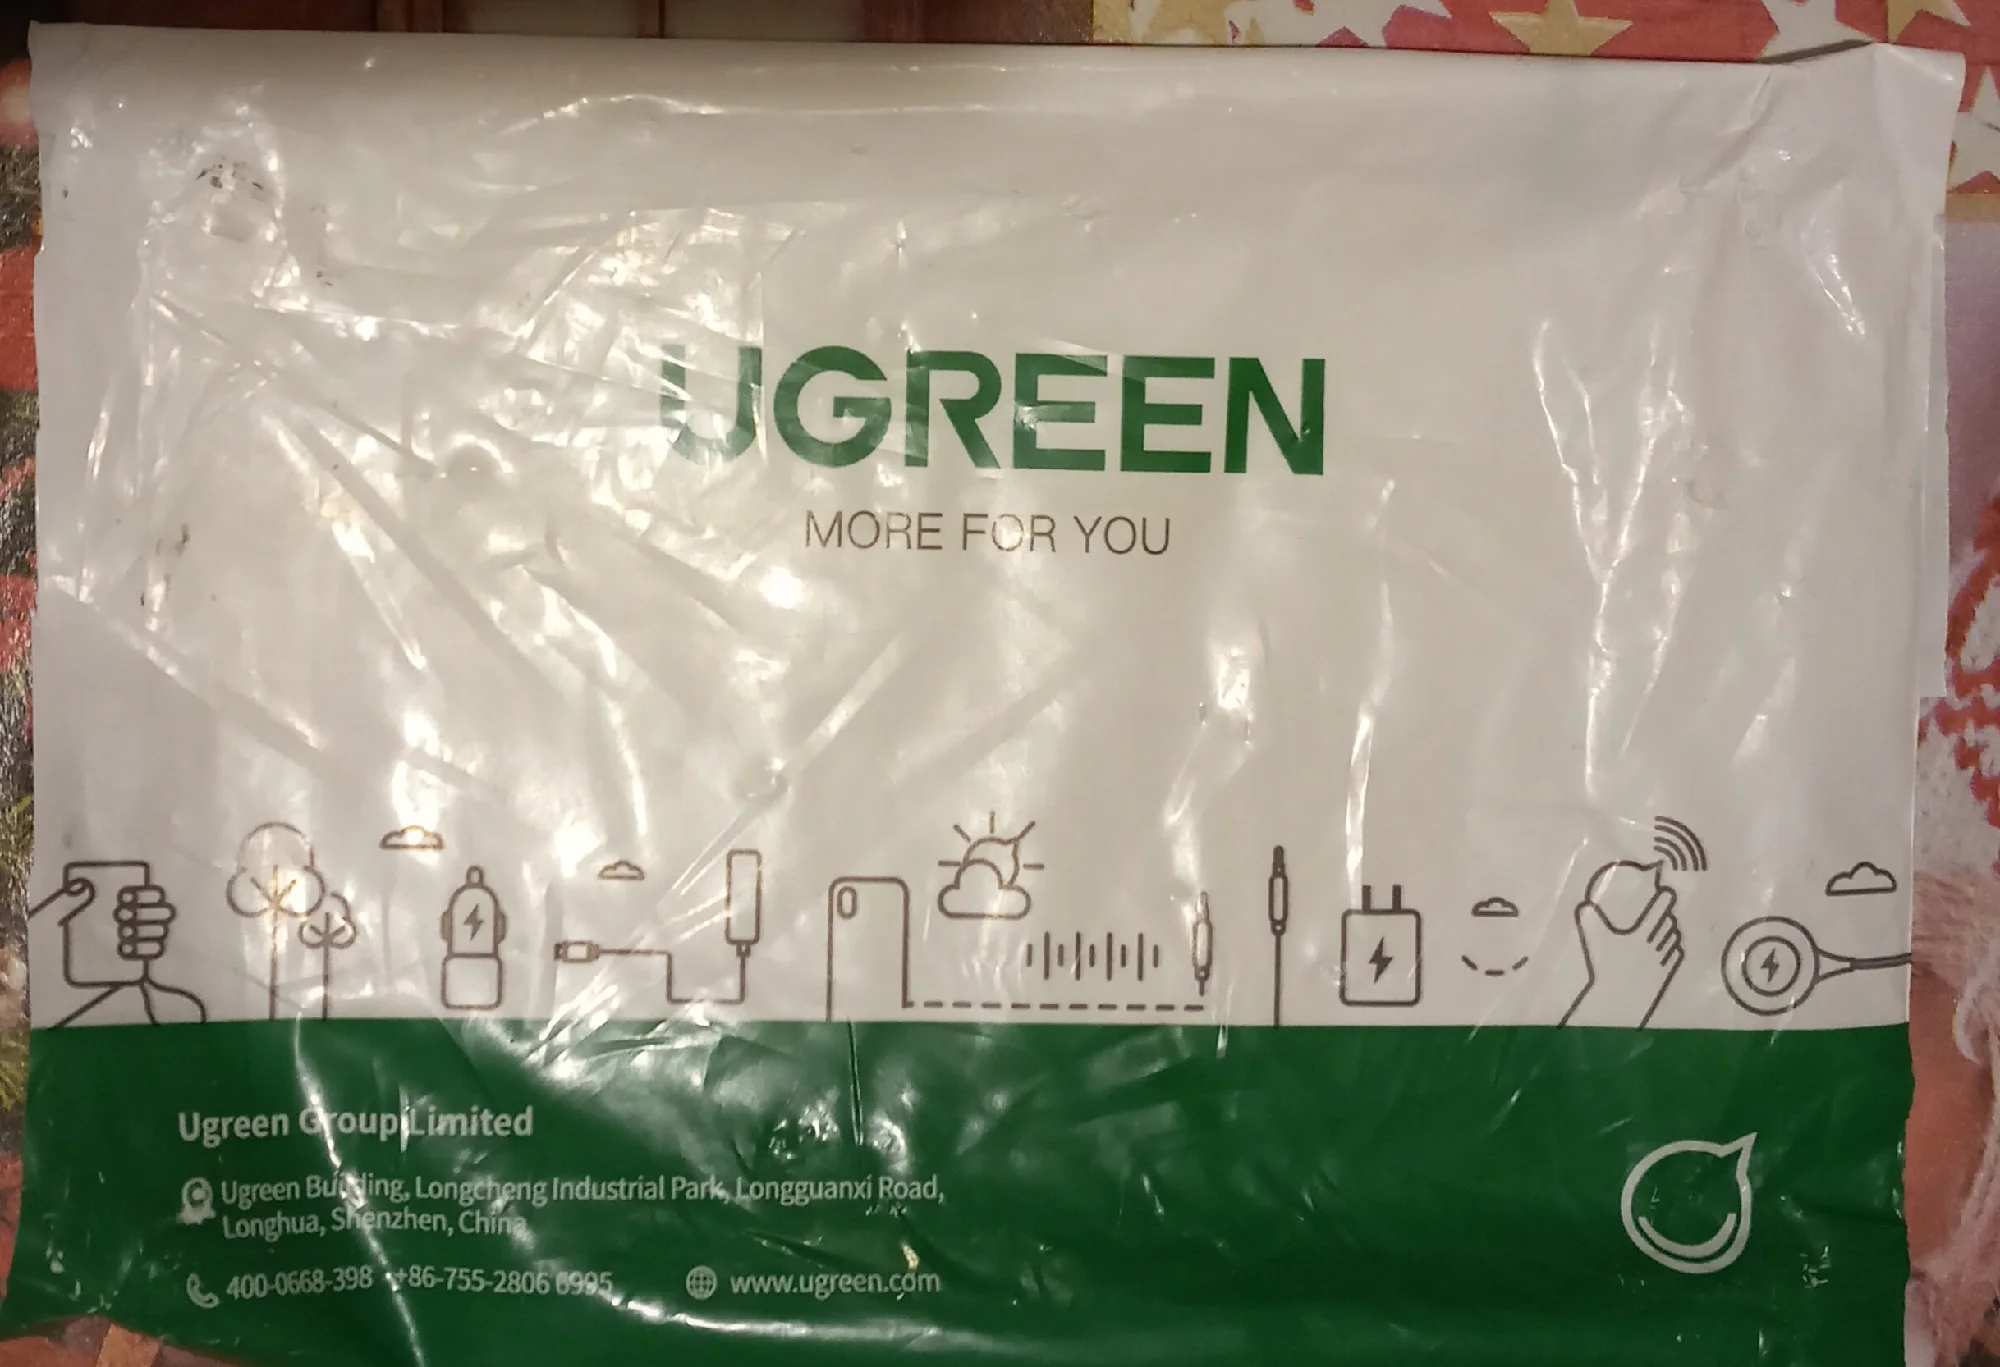 UGREEN
MORE FOR YOU
Ugreen Group Limited
Ugreen Building, Longcheng Industrial Park, Longguanxi Road,
Longhua, Shenzhen, China
400-0668-398 +86-755-2806 6995 www.ugreen.com